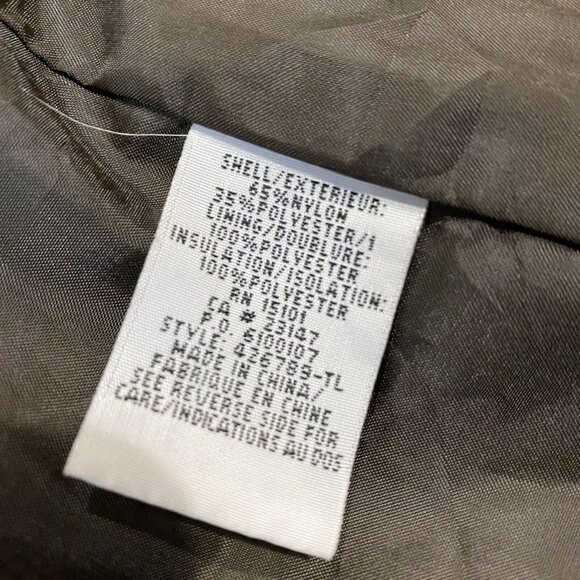 SHELL/EXTERIEUR:
65%NYLON
35%POLYESTER/1
LINING/DOUBLURE:
100%POLYESTER
INSULATION/ISOLATION:
100%POLYESTER
RN 15101
CA # 23147
P.O. 6100107
STYLE: 426789-TL
MADE IN CHINA/
FABRIQUE EN CHINE
SEE REVERSE SIDE FOR
CARE/INDICATIONS AU DOS